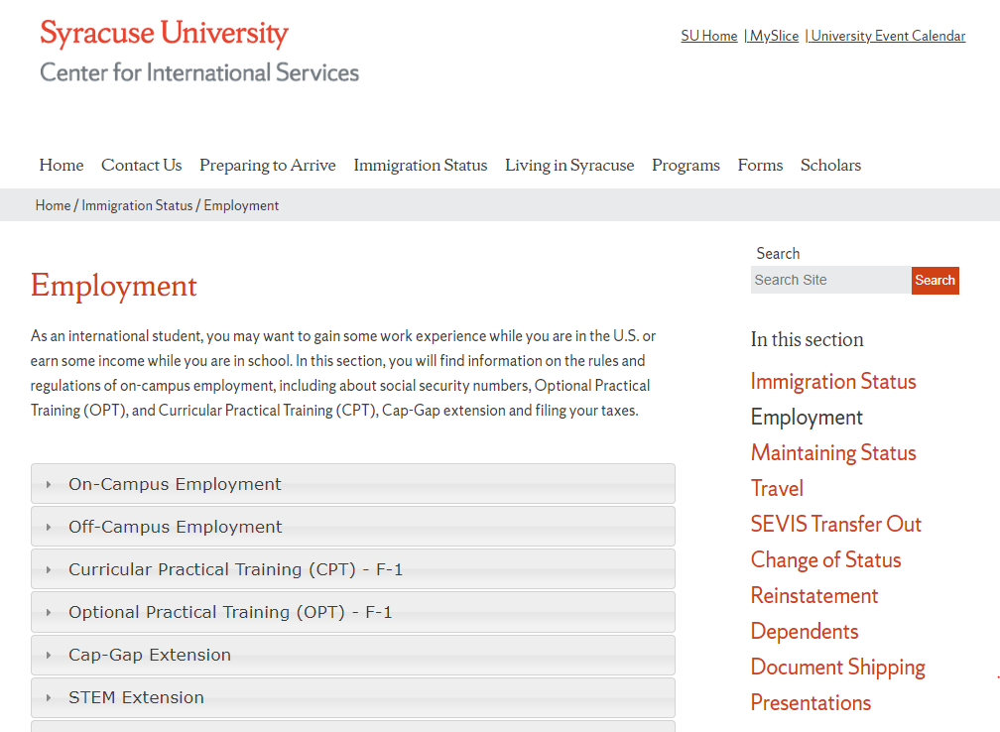 Syracuse University
Center for International Services
SU Home | MySlice | University Event Calendar
Home Contact Us Preparing to Arrive Immigration Status Living in Syracuse Programs Forms Scholars
Home / Immigration Status / Employment
Employment
As an international student, you may want to gain some work experience while you are in the U.S. or
earn some income while you are in school. In this section, you will find information on the rules and
regulations of on-campus employment, including about social security numbers, Optional Practical
Training (OPT), and Curricular Practical Training (CPT), Cap-Gap extension and filing your taxes.
On-Campus Employment
Off-Campus Employment
Curricular Practical Training (CPT) - F-1
Optional Practical Training (OPT) - F-1
Cap-Gap Extension
STEM Extension
Search
Search Site Search
In this section
Immigration Status
Employment
Maintaining Status
Travel
SEVIS Transfer Out
Change of Status
Reinstatement
Dependents
Document Shipping
Presentations